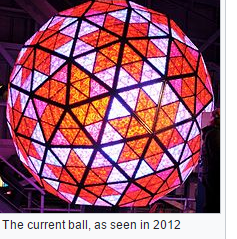 The current ball, as seen in 2012